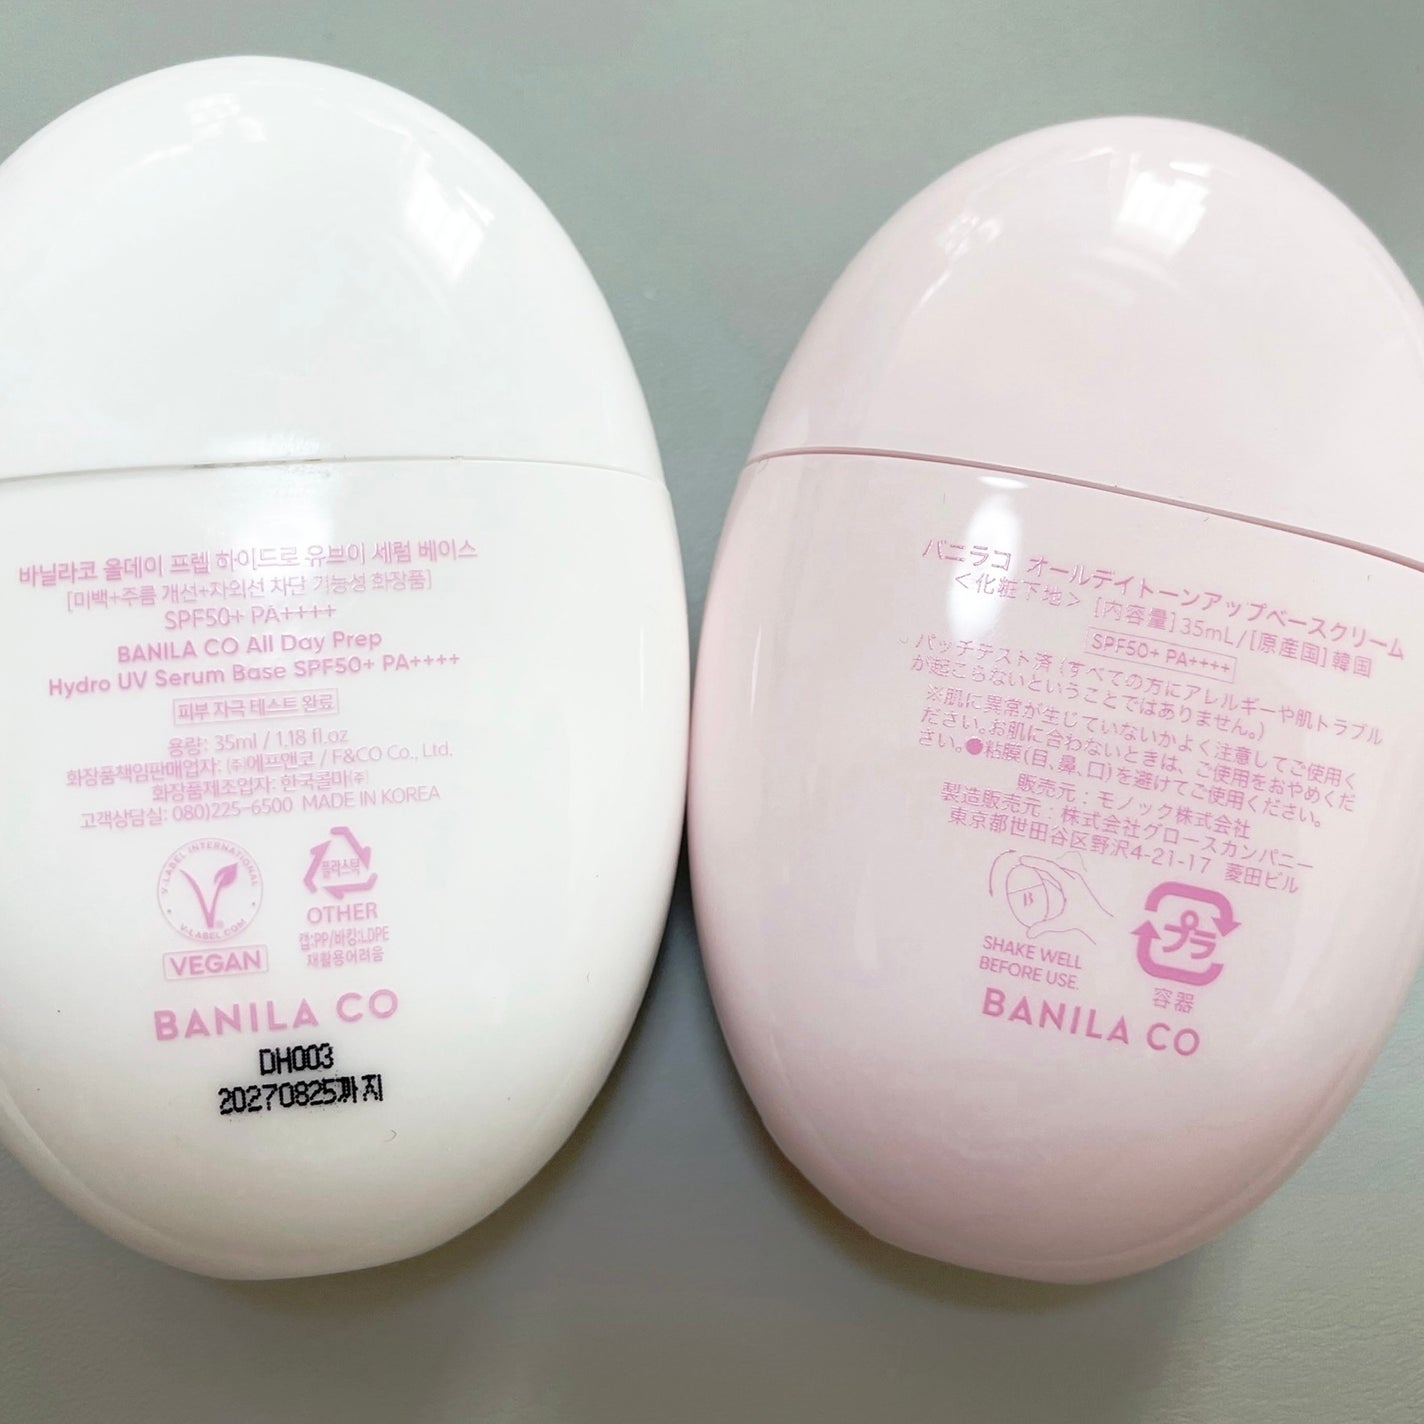 바닐라코 올데이 프렙 하이드로 유브이 세럼 베이스
[미백+주름 개선+자외선 차단 기능성 화장품]
SPF50+ PA++++
BANILA CO All Day Prep
Hydro UV Serum Base SPF50+ PA++++
피부 자극 테스트 완료
용량: 35ml / 1.18 fl.oz
화장품책임판매업자: (주)에프앤코 / F&CO Co., Ltd.
화장품제조업자: 한국콜마(주)
고객상담실: 080)225-6500 MADE IN KOREA
V-LABEL INTERNATIONAL
V-LABEL.COM
VEGAN
플라스틱
OTHER
캡:PP/바킹:LDPE
재활용어려움
BANILA CO
DH003
20270825까지
バニラコ オールデイトーンアップベースクリーム
<化粧下地> [内容量]35mL/[原産国]韓国
SPF50+ PA++++
パッチテスト済 (すべての方にアレルギーや肌トラブル
が起こらないということではありません。)
※肌に異常が生じていないかよく注意してご使用く
ださい。お肌に合わないときは、ご使用をおやめくだ
さい。●粘膜(目、鼻、口)を避けてご使用ください。
販売元：モノック株式会社
製造販売元：株式会社グロースカンパニー
東京都世田谷区野沢4-21-17 菱田ビル
B
SHAKE WELL
BEFORE USE.
プラ
容器
BANILA CO